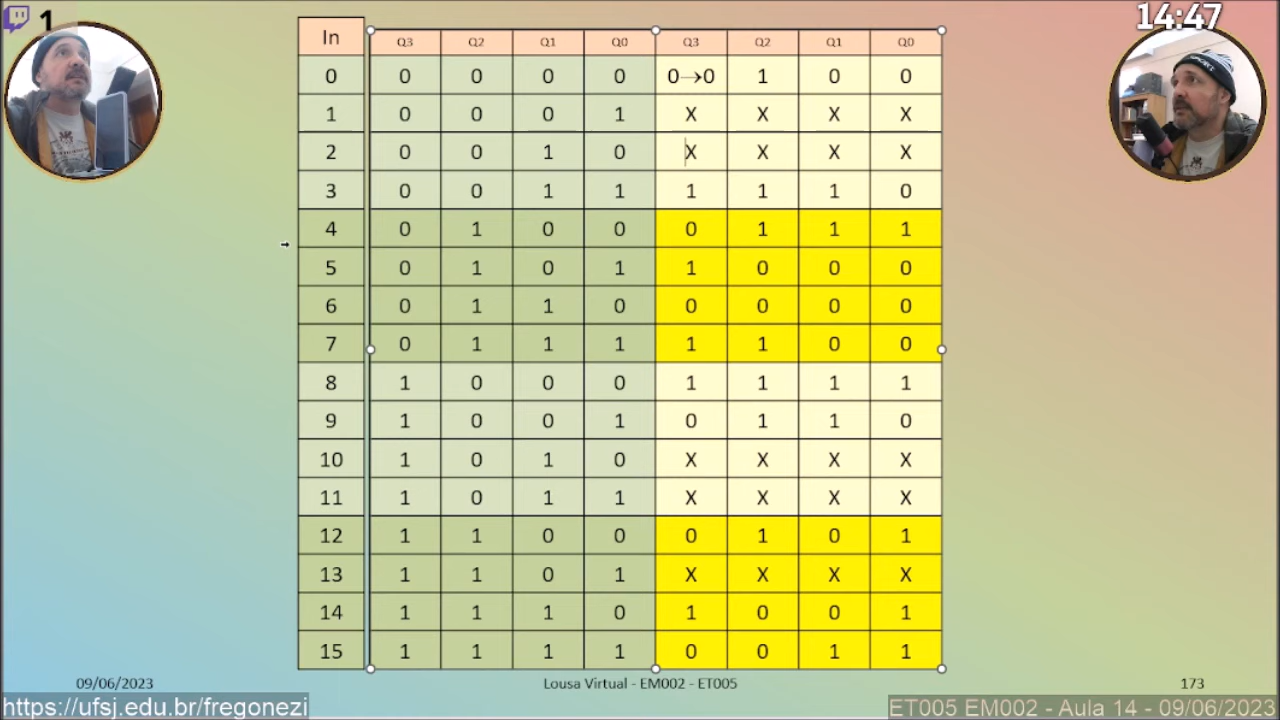 1
14:47
In Q3 Q2 Q1 Q0 Q3 Q2 Q1 Q0
0 0 0 0 0 0→0 1 0 0
1 0 0 0 1 X X X X
2 0 0 1 0 X X X X
3 0 0 1 1 1 1 1 0
4 0 1 0 0 0 1 1 1
5 0 1 0 1 1 0 0 0
6 0 1 1 0 0 0 0 0
7 0 1 1 1 1 1 0 0
8 1 0 0 0 1 1 1 1
9 1 0 0 1 0 1 1 0
10 1 0 1 0 X X X X
11 1 0 1 1 X X X X
12 1 1 0 0 0 1 0 1
13 1 1 0 1 X X X X
14 1 1 1 0 1 0 0 1
15 1 1 1 1 0 0 1 1
09/06/2023 Lousa Virtual - EM002 - ET005 173
https://ufsj.edu.br/fregonezi ET005 EM002 - Aula 14 - 09/06/2023